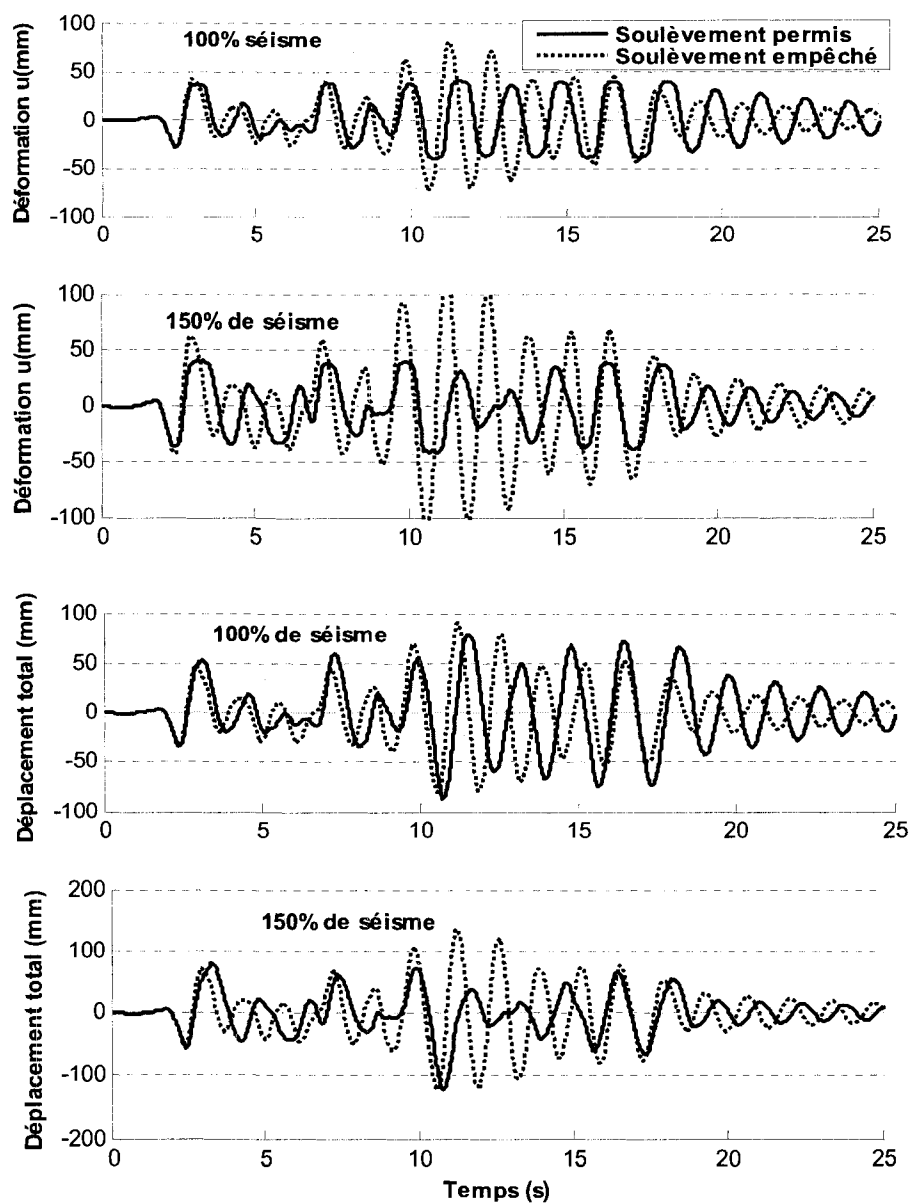 Déformation u(mm)
100
50
0
-50
-100
100% séisme
Soulèvement permis
Soulèvement empêché
0 5 10 15 20 25
Déformation u(mm)
100
50
0
-50
-100
150% de séisme
0 5 10 15 20 25
Déplacement total (mm)
100
50
0
-50
-100
100% de séisme
0 5 10 15 20 25
Déplacement total (mm)
200
100
0
-100
-200
150% de séisme
0 5 10 15 20 25
Temps (s)